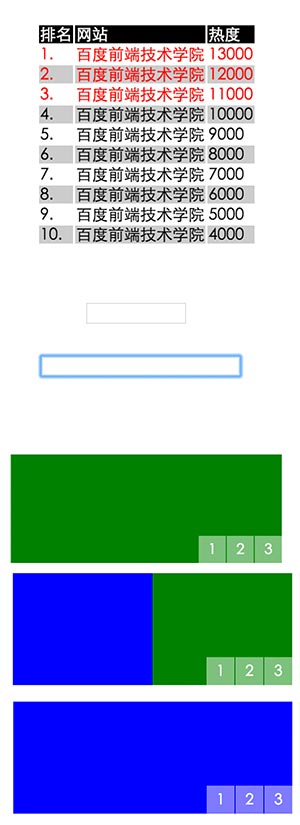 排名 网站 热度
1. 百度前端技术学院 13000
2. 百度前端技术学院 12000
3. 百度前端技术学院 11000
4. 百度前端技术学院 10000
5. 百度前端技术学院 9000
6. 百度前端技术学院 8000
7. 百度前端技术学院 7000
8. 百度前端技术学院 6000
9. 百度前端技术学院 5000
10. 百度前端技术学院 4000
1 2 3
1 2 3
1 2 3